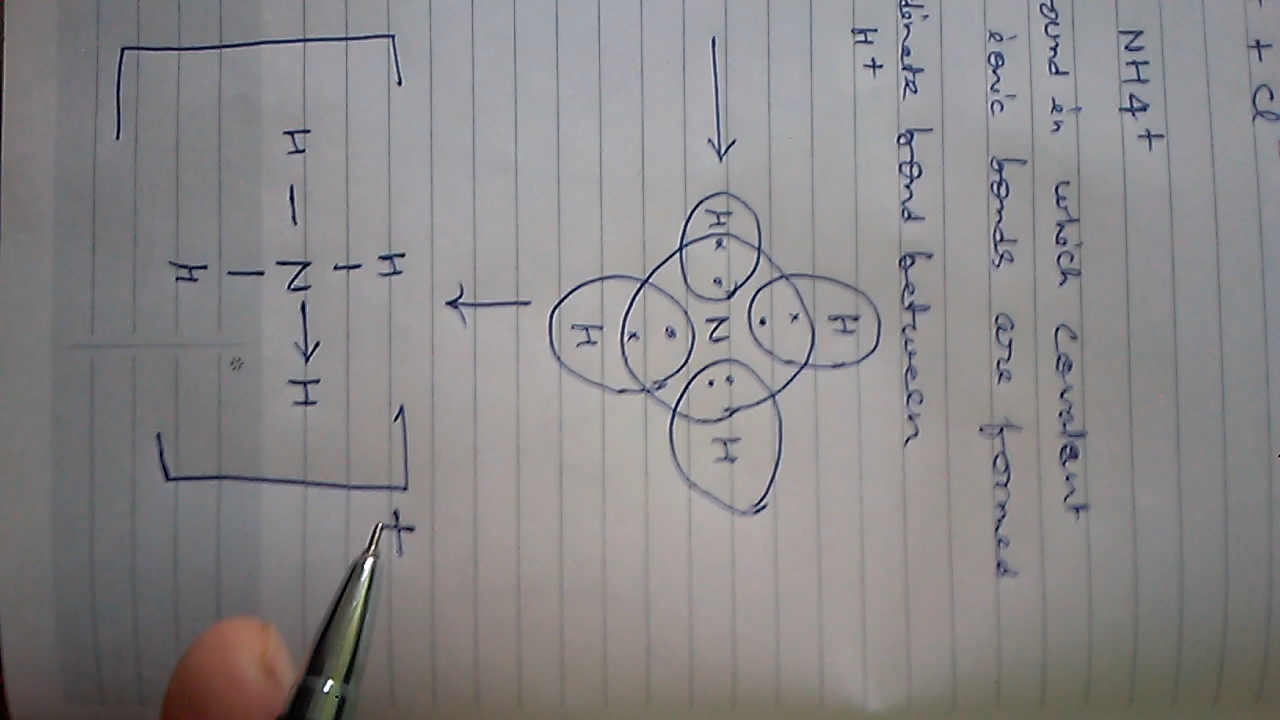 + Cl
NH4+
ound in which covalent
ionic bonds are formed
dinate bond between
H+
H
H N H
H
H
H - N → H
H
+